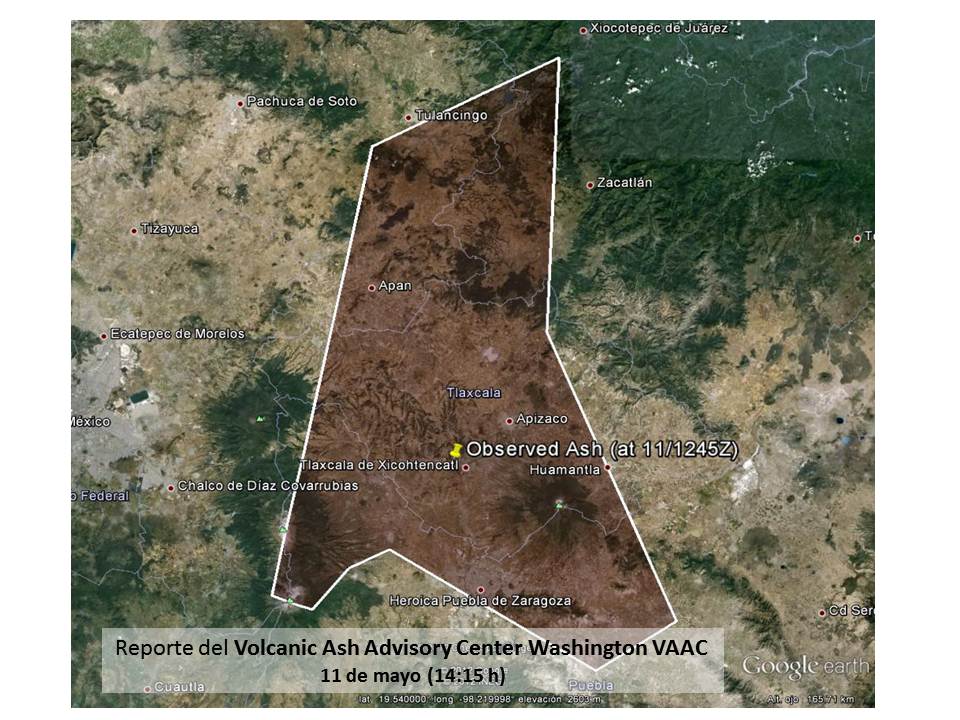 Xiocotepec de Juárez
Pachuca de Soto
Tulancingo
Zacatlán
Tizayuca
Apan
Ecatepec de Morelos
Tlaxcala
México
Apizaco
Observed Ash (at 11/1245Z)
Tlaxcala de Xicohtencatl
Huamantla
Chalco de Díaz Covarrubias
o Federal
Heroica Puebla de Zaragoza
Cd Ser
Reporte del Volcanic Ash Advisory Center Washington VAAC
11 de mayo (14:15 h)
Google earth
Cuautla
Puebla
lat 19.540000° long -98.219998° elevación 2603 m
Alt. ojo 165.71 km